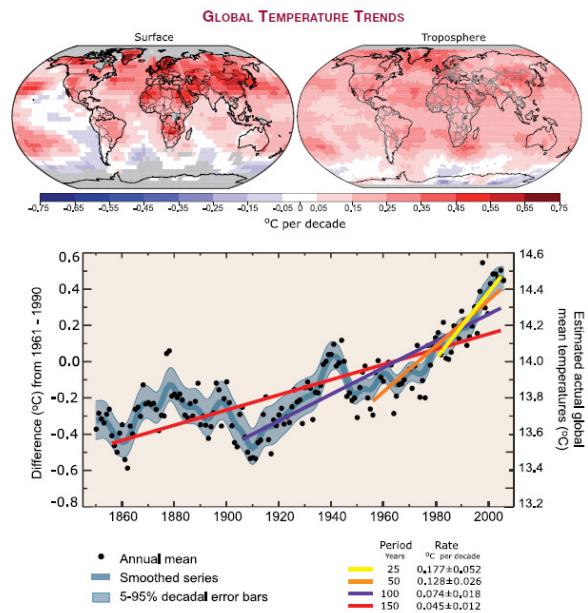 GLOBAL TEMPERATURE TRENDS
Surface
Troposphere
-0,75 -0,55 -0,45 -0,35 -0,25 -0,15 -0,05 0 0,05 0,15 0,25 0,35 0,45 0,55 0,75
°C per decade
Difference (°C) from 1961 - 1990
0,6
0.4
0.2
0.0
-0.2
-0.4
-0.6
-0.8
14.6
14.4
14.2
14.0
13.8
13.6
13.4
13.2
Estimated actual global
mean temperatures (°C)
1860 1880 1900 1920 1940 1960 1980 2000
Annual mean
Smoothed series
5-95% decadal error bars
Period Rate
Years °C per decade
25 0.177±0.052
50 0.128±0.026
100 0.074±0.018
150 0.045±0.012